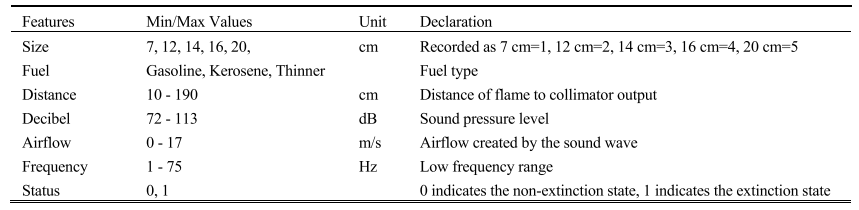 Features Min/Max Values Unit Declaration
Size 7, 12, 14, 16, 20, cm Recorded as 7 cm=1, 12 cm=2, 14 cm=3, 16 cm=4, 20 cm=5
Fuel Gasoline, Kerosene, Thinner Fuel type
Distance 10 - 190 cm Distance of flame to collimator output
Decibel 72 - 113 dB Sound pressure level
Airflow 0 - 17 m/s Airflow created by the sound wave
Frequency 1 - 75 Hz Low frequency range
Status 0, 1 0 indicates the non-extinction state, 1 indicates the extinction state